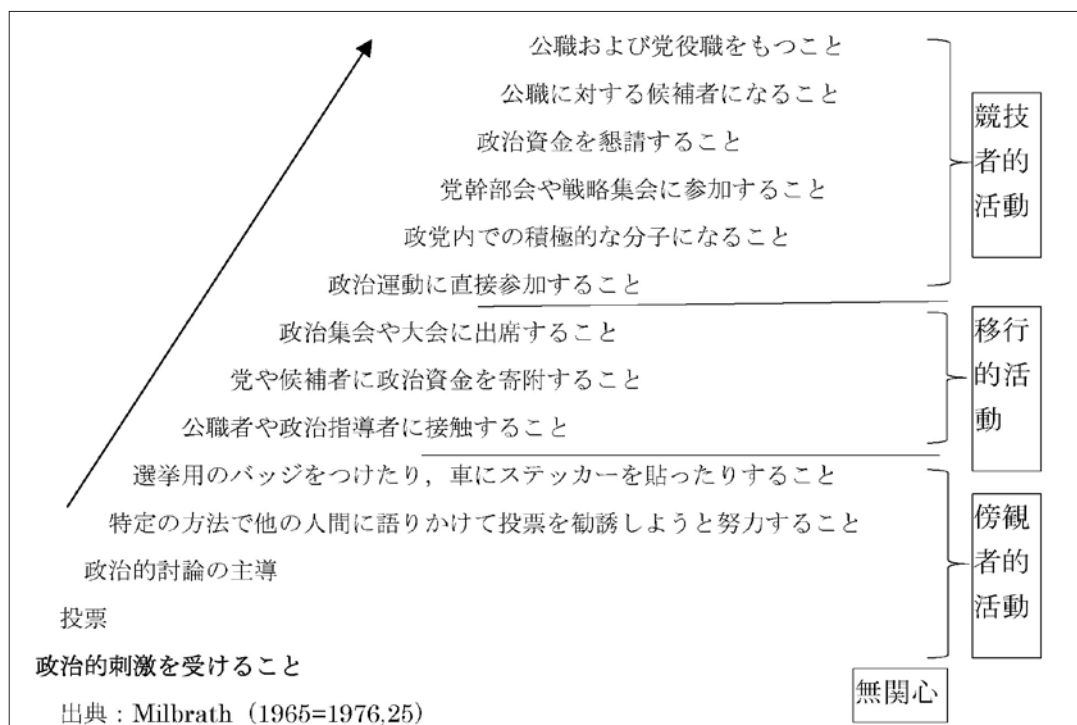 公職および党役職をもつこと
公職に対する候補者になること
政治資金を懇請すること
党幹部会や戦略集会に参加すること
政党内での積極的な分子になること
政治運動に直接参加すること
競技
者的
活動
政治集会や大会に出席すること
党や候補者に政治資金を寄附すること
公職者や政治指導者に接触すること
移行
的活
動
選挙用のバッジをつけたり，車にステッカーを貼ったりすること
特定の方法で他の人間に語りかけて投票を勧誘しようと努力すること
政治的討論の主導
投票
政治的刺激を受けること
傍観
者的
活動
無関心
出典：Milbrath（1965=1976,25）